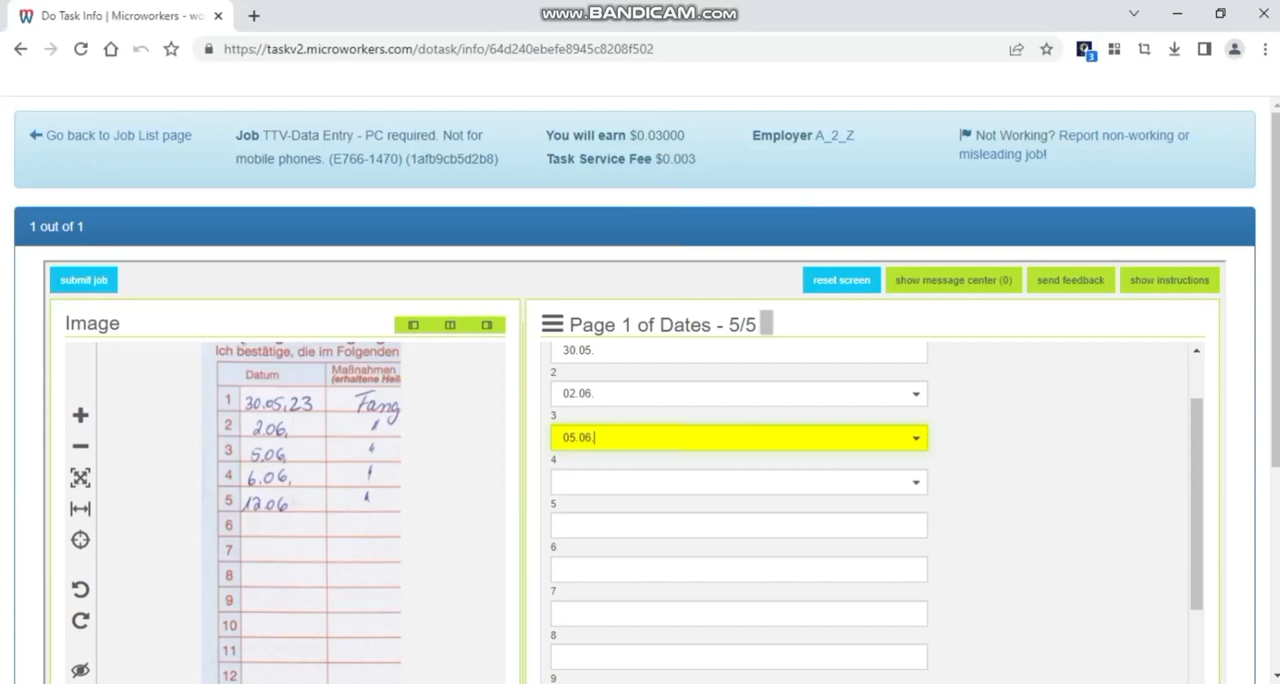 Do Task Info | Microworkers - wo
www.BANDICAM.com
https://taskv2.microworkers.com/dotask/info/64d240ebefe8945c8208f502
3
Go back to Job List page
Job TTV-Data Entry - PC required. Not for
mobile phones. (E766-1470) (1afb9cb5d2b8)
You will earn $0.03000
Task Service Fee $0.003
Employer A_2_Z
Not Working? Report non-working or
misleading job!
1 out of 1
submit job
reset screen
show message center (0)
send feedback
show instructions
Image
Ich bestätige, die im Folgenden
Datum
Maßnahmen
(erhaltene Heil
1 30.05,23 Fang
2 2.06,
3 5.06,
4 6.06,
5 12.06
6
7
8
9
10
11
12
Page 1 of Dates - 5/5
30.05.
2
02.06.
3
05.06.
4
5
6
7
8
9